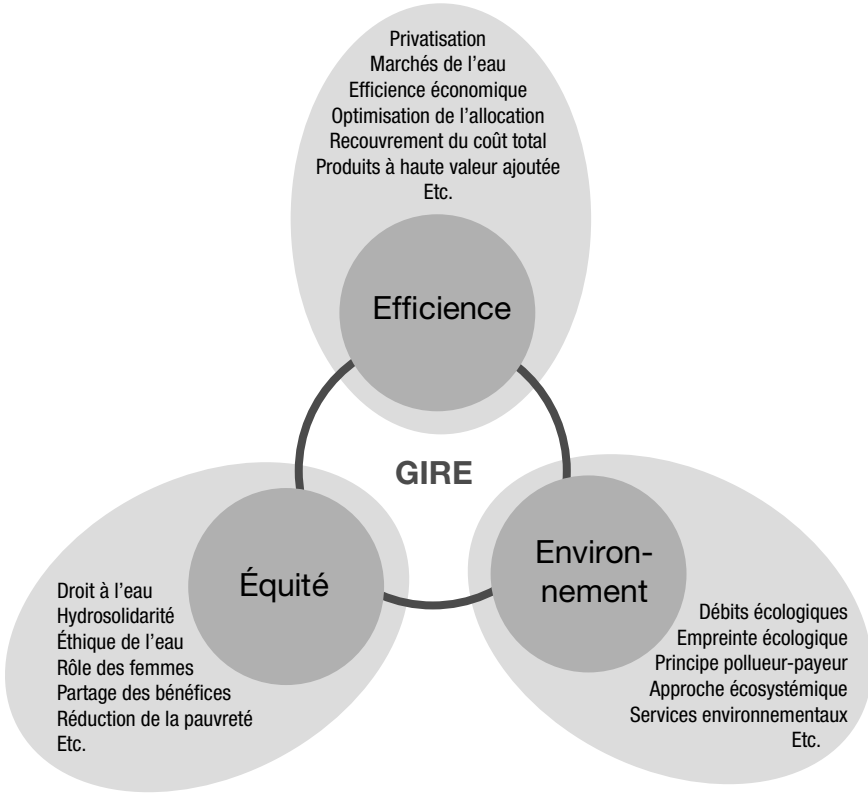 Privatisation
Marchés de l’eau
Efficience économique
Optimisation de l’allocation
Recouvrement du coût total
Produits à haute valeur ajoutée
Etc.
Efficience
GIRE
Équité
Droit à l’eau
Hydrosolidarité
Éthique de l’eau
Rôle des femmes
Partage des bénéfices
Réduction de la pauvreté
Etc.
Environ-
nement
Débits écologiques
Empreinte écologique
Principe pollueur-payeur
Approche écosystémique
Services environnementaux
Etc.